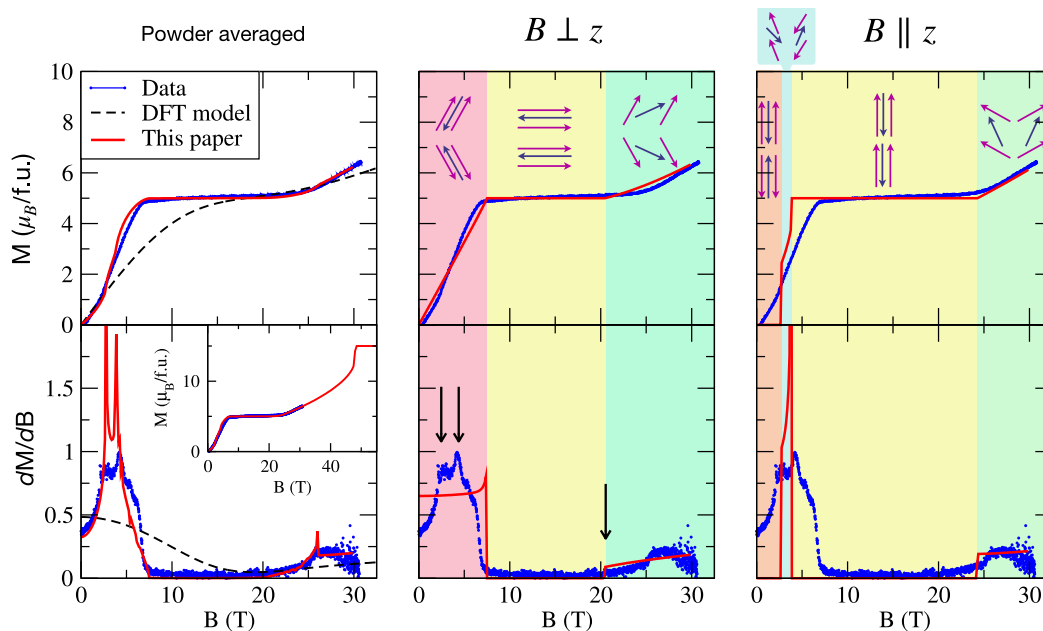 Powder averaged
B ⊥ z
B ∥ z
10
8
6
4
2
0
M (μB/f.u.)
Data
DFT model
This paper
1.5
1
0.5
0
dM/dB
M (μB/f.u.)
10
0
0 20 40
B (T)
0 10 20 30
B (T)
0 10 20 30
B (T)
0 10 20 30
B (T)